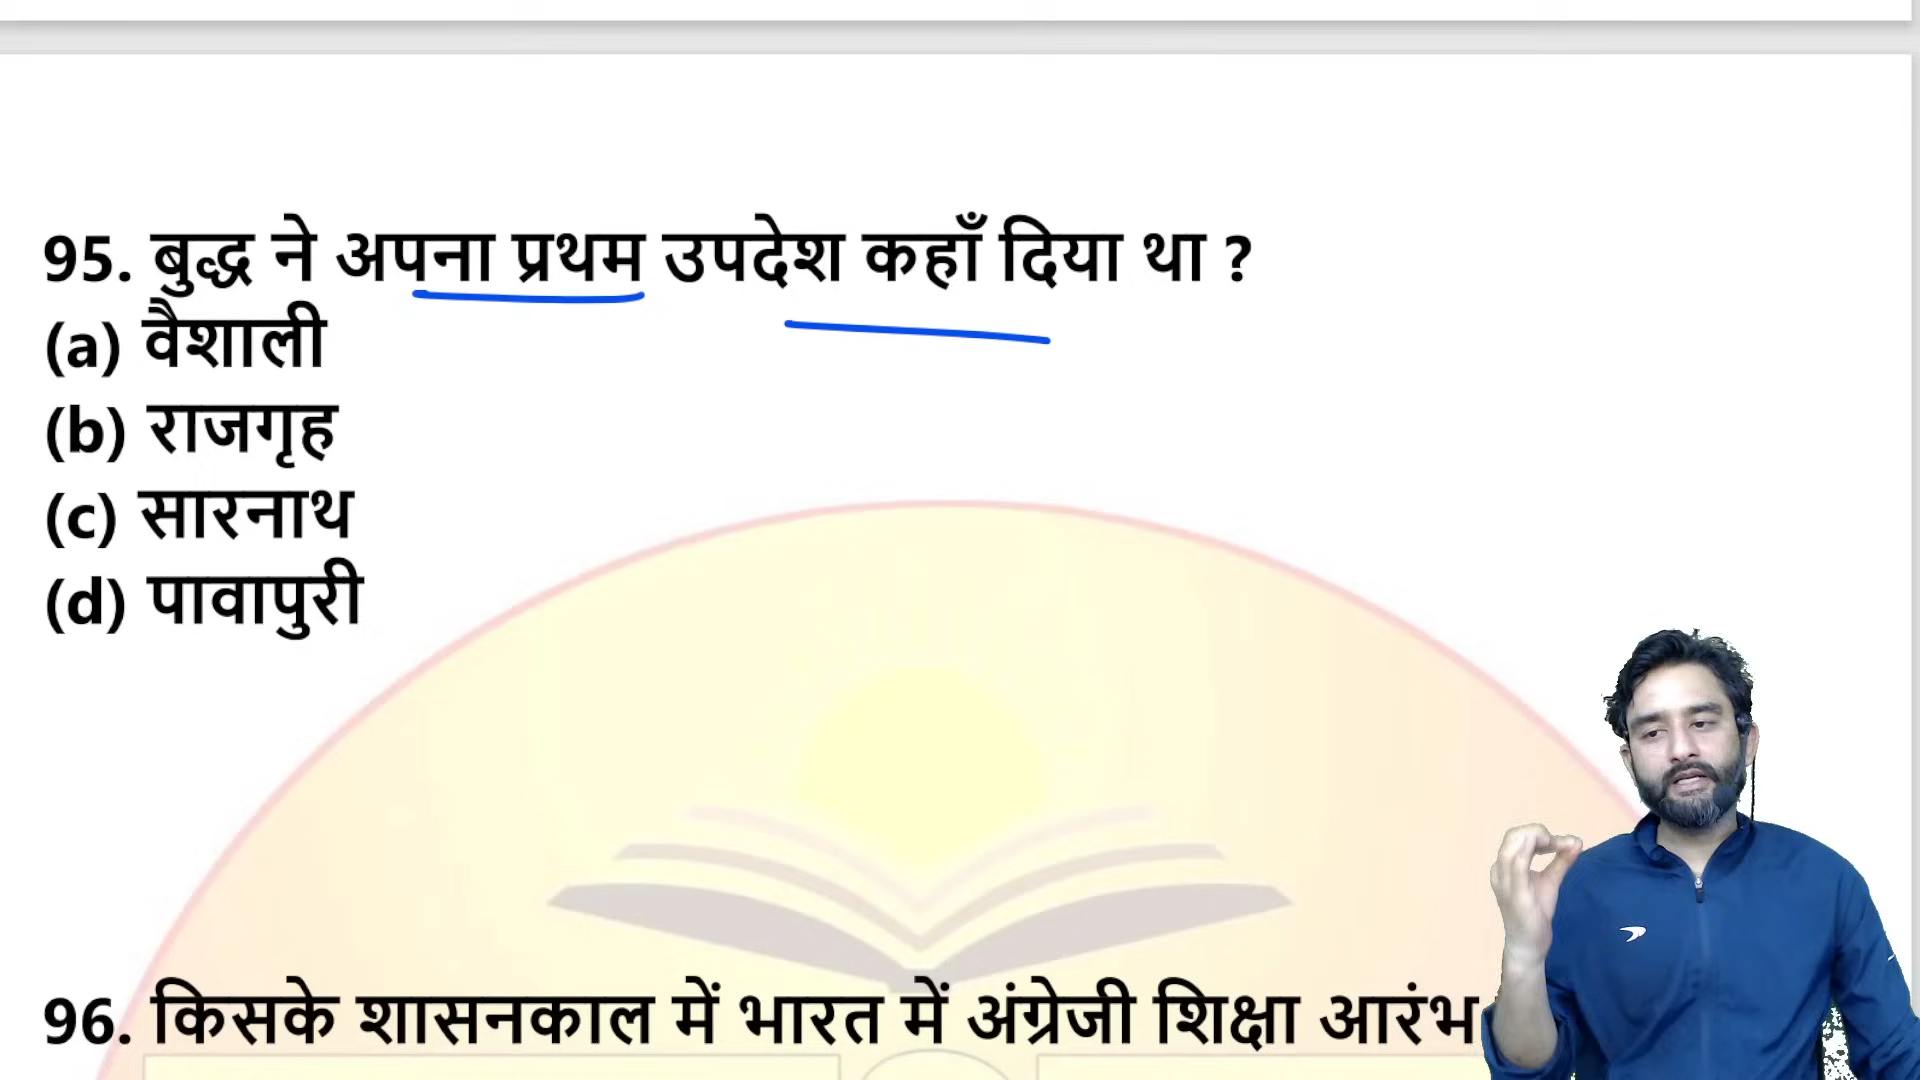 95. बुद्ध ने अपना प्रथम उपदेश कहाँ दिया था ?
(a) वैशाली
(b) राजगृह
(c) सारनाथ
(d) पावापुरी
96. किसके शासनकाल में भारत में अंग्रेजी शिक्षा आरंभ